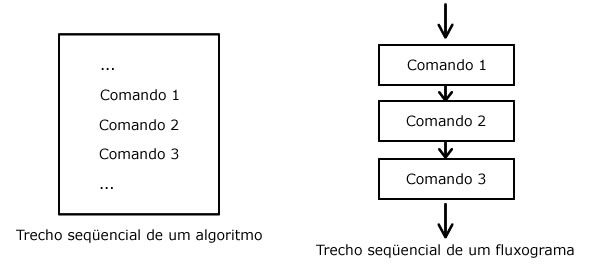 ...
Comando 1
Comando 2
Comando 3
...
Trecho seqüencial de um algoritmo
Comando 1
Comando 2
Comando 3
Trecho seqüencial de um fluxograma